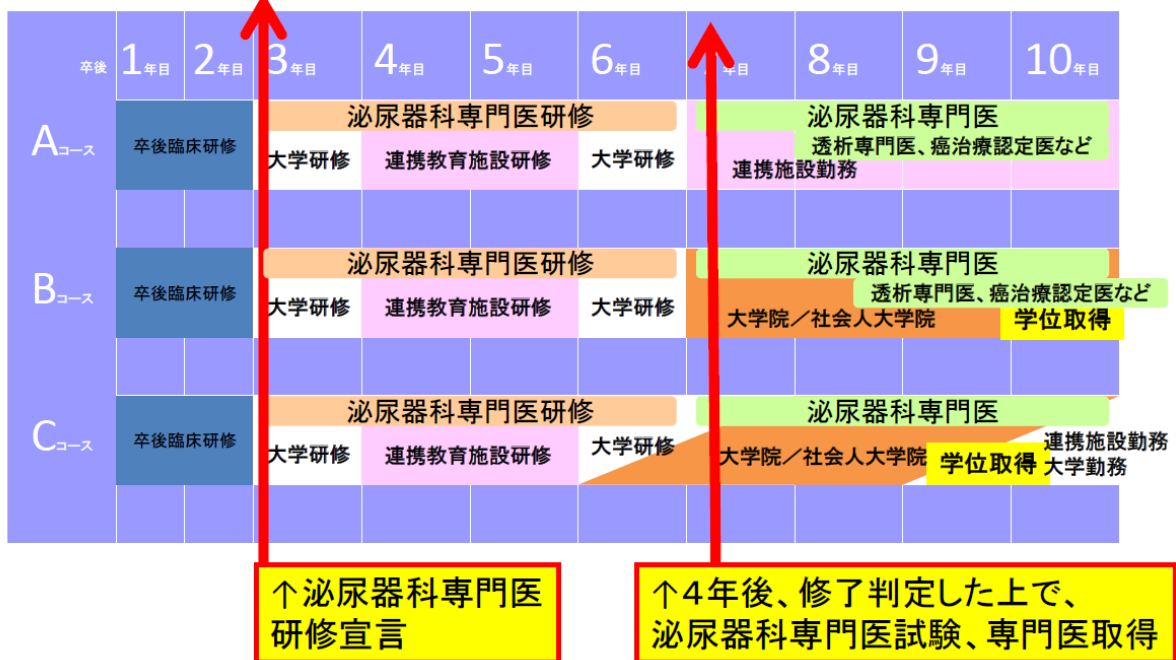 卒後 1年目 2年目 3年目 4年目 5年目 6年目 年目 8年目 9年目 10年目
Aコース
卒後臨床研修
泌尿器科専門医研修
大学研修 連携教育施設研修 大学研修
泌尿器科専門医
透析専門医、癌治療認定医など
連携施設勤務
Bコース
卒後臨床研修
泌尿器科専門医研修
大学研修 連携教育施設研修 大学研修
泌尿器科専門医
透析専門医、癌治療認定医など
大学院／社会人大学院 学位取得
Cコース
卒後臨床研修
泌尿器科専門医研修
大学研修 連携教育施設研修 大学研修
泌尿器科専門医
大学院／社会人大学院 学位取得
連携施設勤務
大学勤務
↑泌尿器科専門医
研修宣言
↑4年後、修了判定した上で、
泌尿器科専門医試験、専門医取得